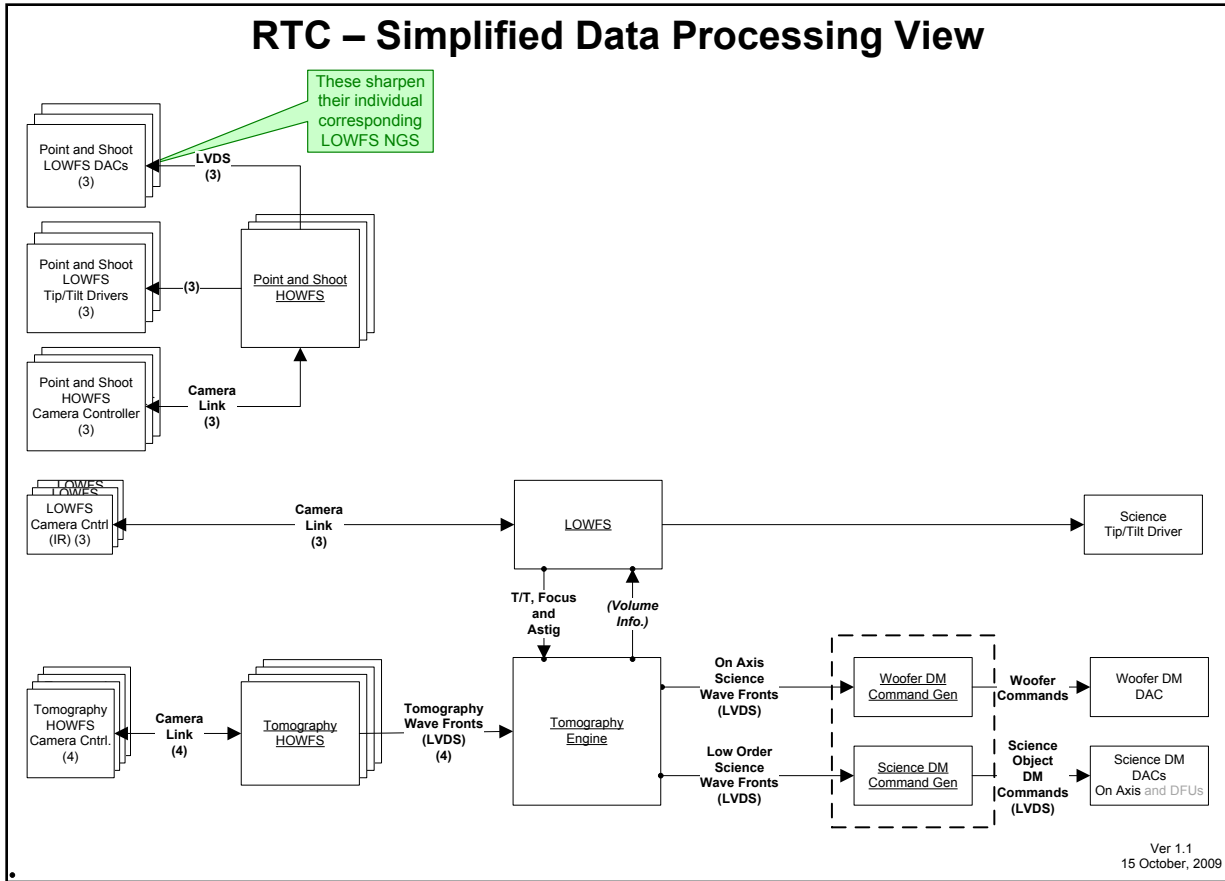 RTC – Simplified Data Processing View
These sharpen
their individual
corresponding
LOWFS NGS
Point and Shoot
LOWFS DACs
(3)
LVDS
(3)
Point and Shoot
LOWFS
Tip/Tilt Drivers
(3)
(3)
Point and Shoot
HOWFS
Point and Shoot
HOWFS
Camera Controller
(3)
Camera
Link
(3)
LOWFS
LOWFS
LOWFS
Camera Cntrl
(IR) (3)
Camera
Link
(3)
LOWFS
Science
Tip/Tilt Driver
T/T, Focus
and
Astig
(Volume
Info.)
Tomography
HOWFS
Camera Cntrl.
(4)
Camera
Link
(4)
Tomography
HOWFS
Tomography
Wave Fronts
(LVDS)
(4)
Tomography
Engine
On Axis
Science
Wave Fronts
(LVDS)
Woofer DM
Command Gen
Woofer
Commands
Woofer DM
DAC
Low Order
Science
Wave Fronts
(LVDS)
Science DM
Command Gen
Science
Object
DM
Commands
(LVDS)
Science DM
DACs
On Axis and DFUs
Ver 1.1
15 October, 2009